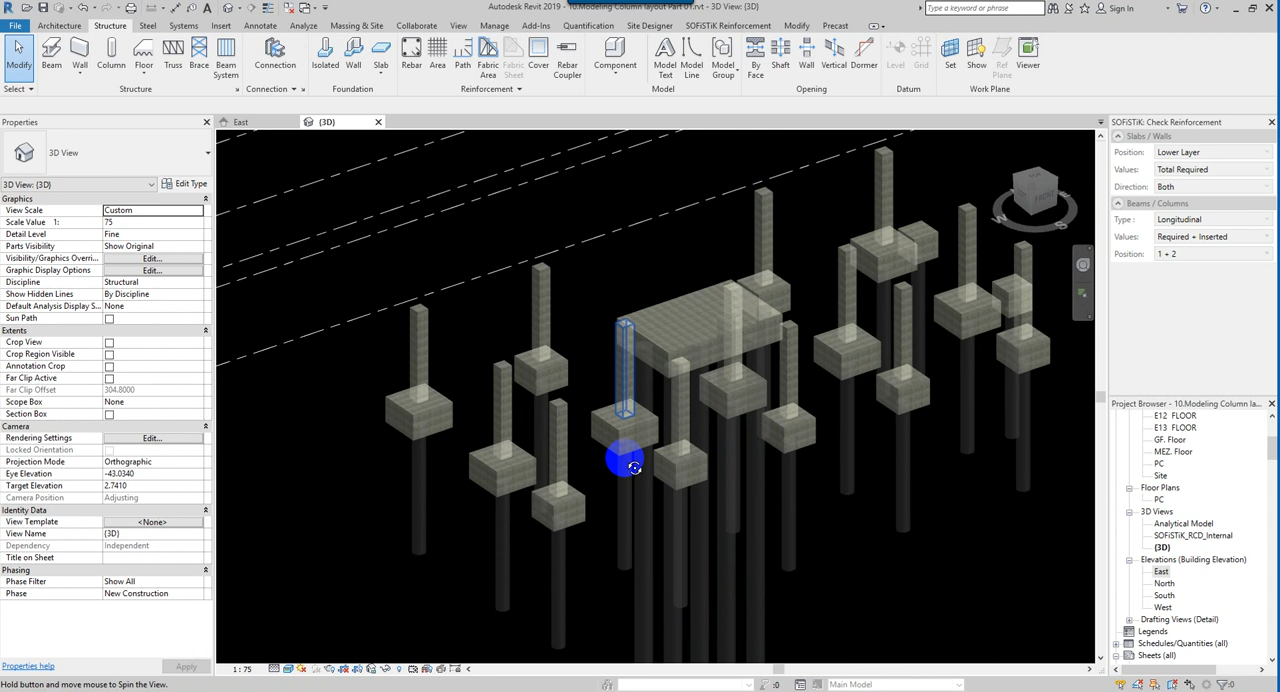 Autodesk Revit 2019 - 10.Modeling Column layout Part 01.rvt - 3D View: {3D}
Type a keyword or phrase
Sign In
File Architecture Structure Steel Systems Insert Annotate Analyze Massing & Site Collaborate View Manage Add-Ins Quantification Site Designer SOFiSTiK Reinforcement Modify Precast
Modify Beam Wall Column Floor Truss Brace Beam System Connection Isolated Wall Slab Rebar Area Path Fabric Area Fabric Sheet Cover Rebar Coupler Component Model Text Model Line Model Group By Face Shaft Wall Vertical Dormer Level Grid Set Show Ref Plane Viewer
Select Structure Connection Foundation Reinforcement Model Opening Datum Work Plane
Properties
East
{3D}
3D View
3D View: {3D}
Edit Type
Graphics
View Scale Custom
Scale Value 1: 75
Detail Level Fine
Parts Visibility Show Original
Visibility/Graphics Overri... Edit...
Graphic Display Options Edit...
Discipline Structural
Show Hidden Lines By Discipline
Default Analysis Display S... None
Sun Path
Extents
Crop View
Crop Region Visible
Annotation Crop
Far Clip Active
Far Clip Offset 304.8000
Scope Box None
Section Box
Camera
Rendering Settings Edit...
Locked Orientation
Projection Mode Orthographic
Eye Elevation -43.0340
Target Elevation 2.7410
Camera Position Adjusting
Identity Data
View Template <None>
View Name {3D}
Dependency Independent
Title on Sheet
Phasing
Phase Filter Show All
Phase New Construction
Properties help
Apply
SOFiSTiK: Check Reinforcement
Slabs / Walls
Position: Lower Layer
Values: Total Required
Direction: Both
Beams / Columns
Type : Longitudinal
Values: Required + Inserted
Position: 1 + 2
Project Browser - 10.Modeling Column la...
E12 FLOOR
E13 FLOOR
GF. Floor
MEZ. Floor
PC
Site
Floor Plans
PC
3D Views
Analytical Model
SOFiSTiK_RCD_Internal
{3D}
Elevations (Building Elevation)
East
North
South
West
Drafting Views (Detail)
Legends
Schedules/Quantities (all)
Sheets (all)
1 : 75
Hold button and move mouse to Spin the View.
:0
Main Model
:0